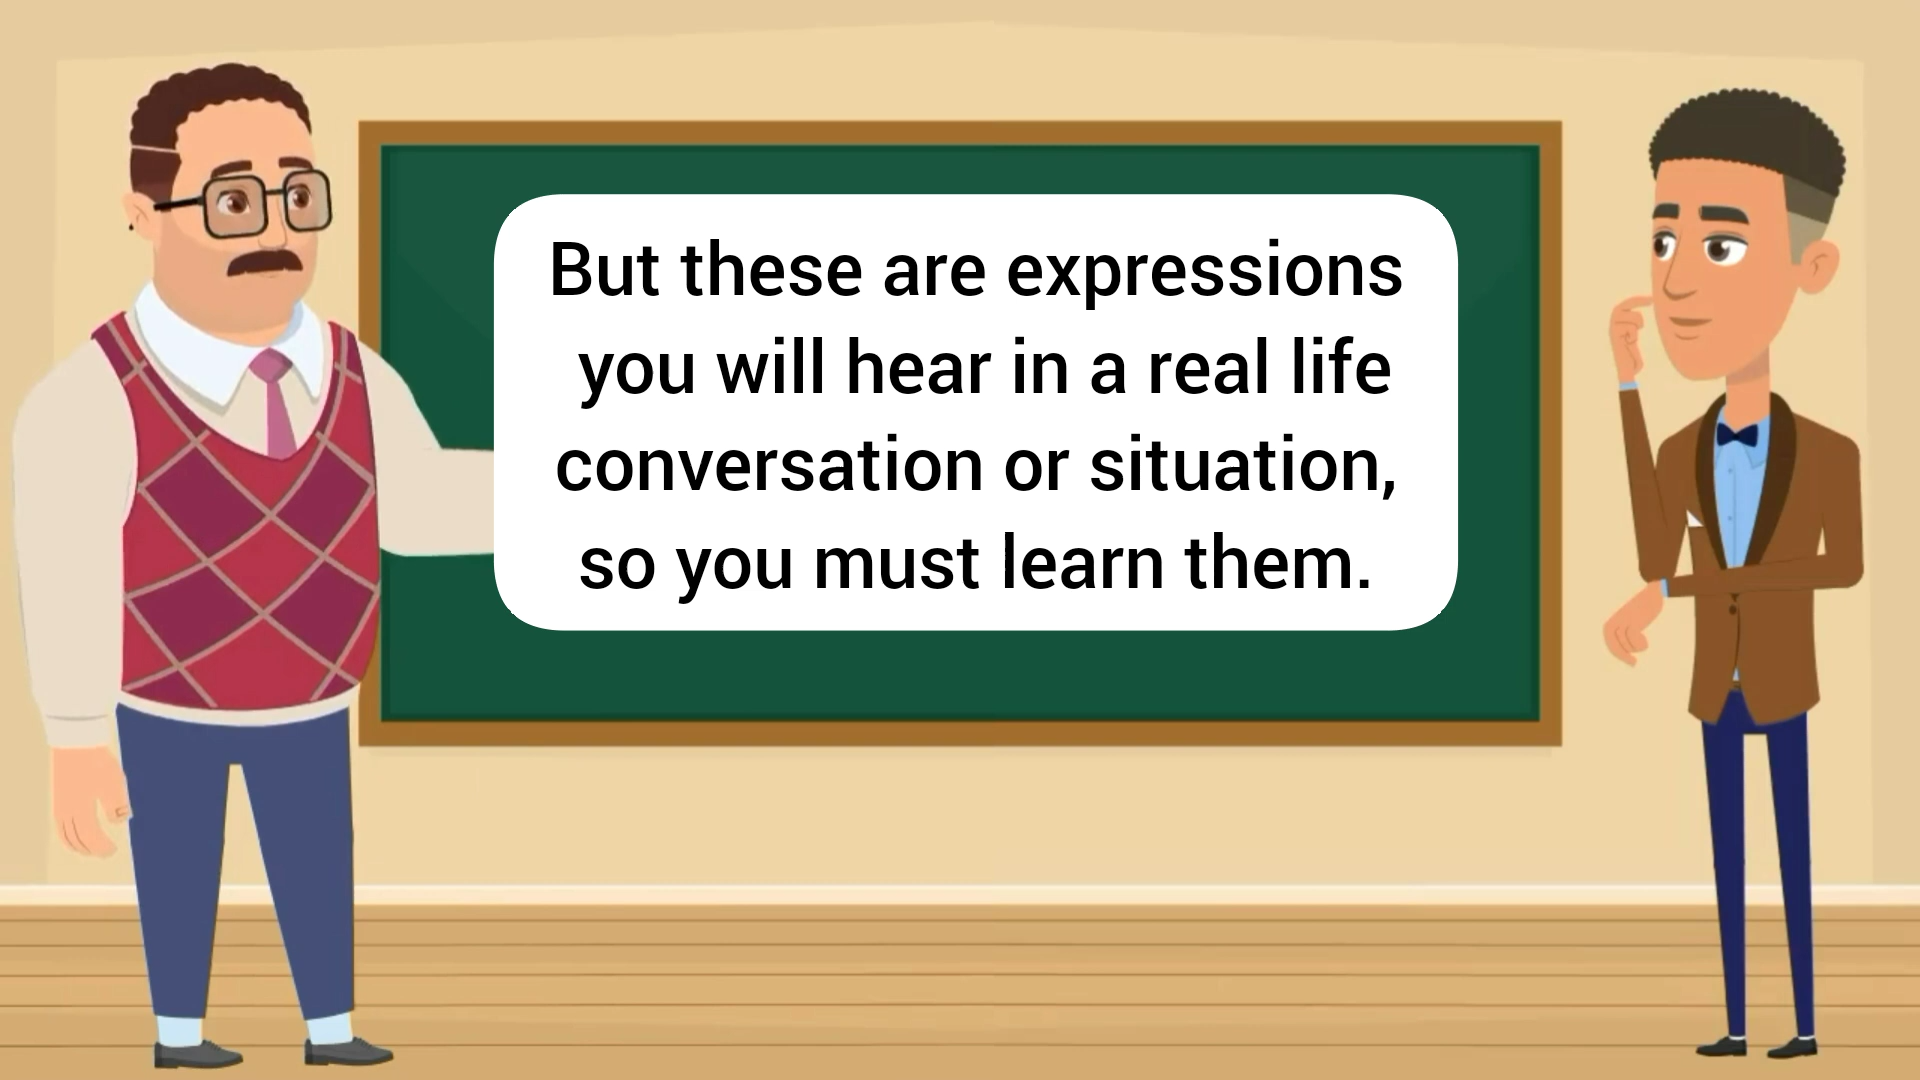 But these are expressions
you will hear in a real life
conversation or situation,
so you must learn them.